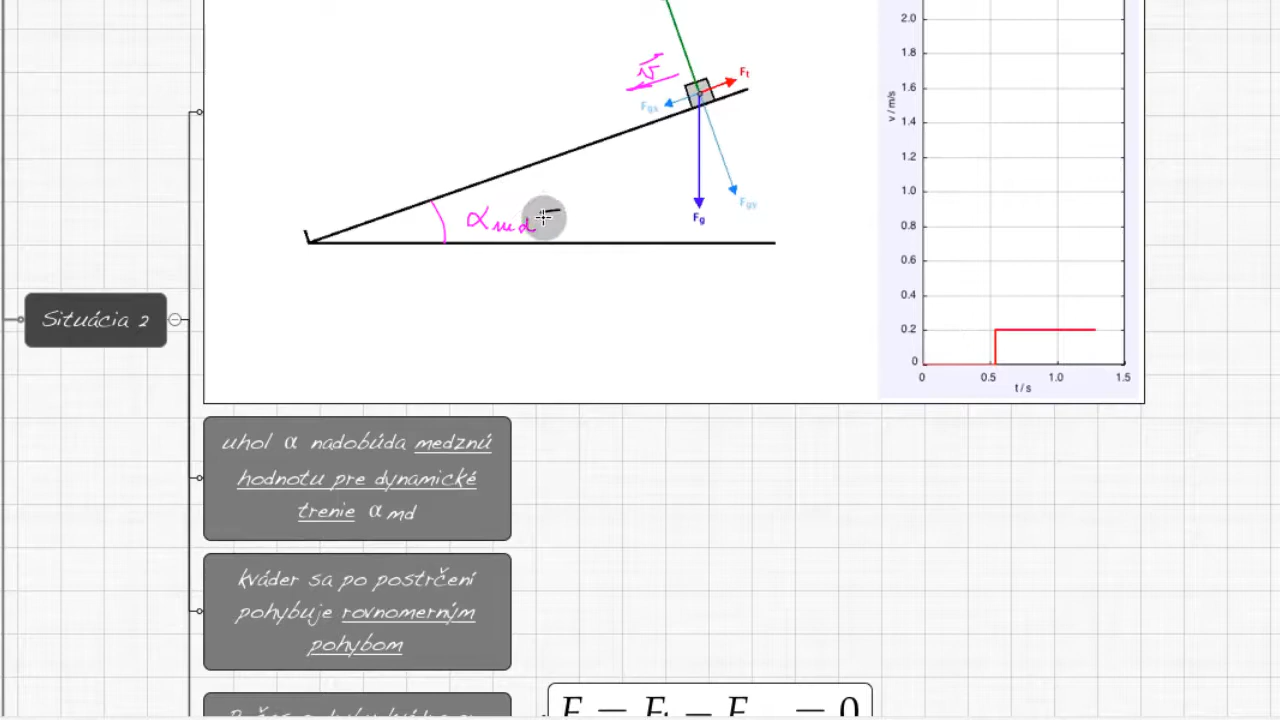 2.0
1.8
1.6
1.4
1.2
1.0
0.8
0.6
0.4
0.2
0
v / m/s
0 0.5 1.0 1.5
t / s
v
Ft
Fgx
Fg
Fgy
α md
Situácia 2
uhol α nadobúda medznú
hodnotu pre dynamické
trenie α md
kváder sa po postrčení
pohybuje rovnomerným
pohybom